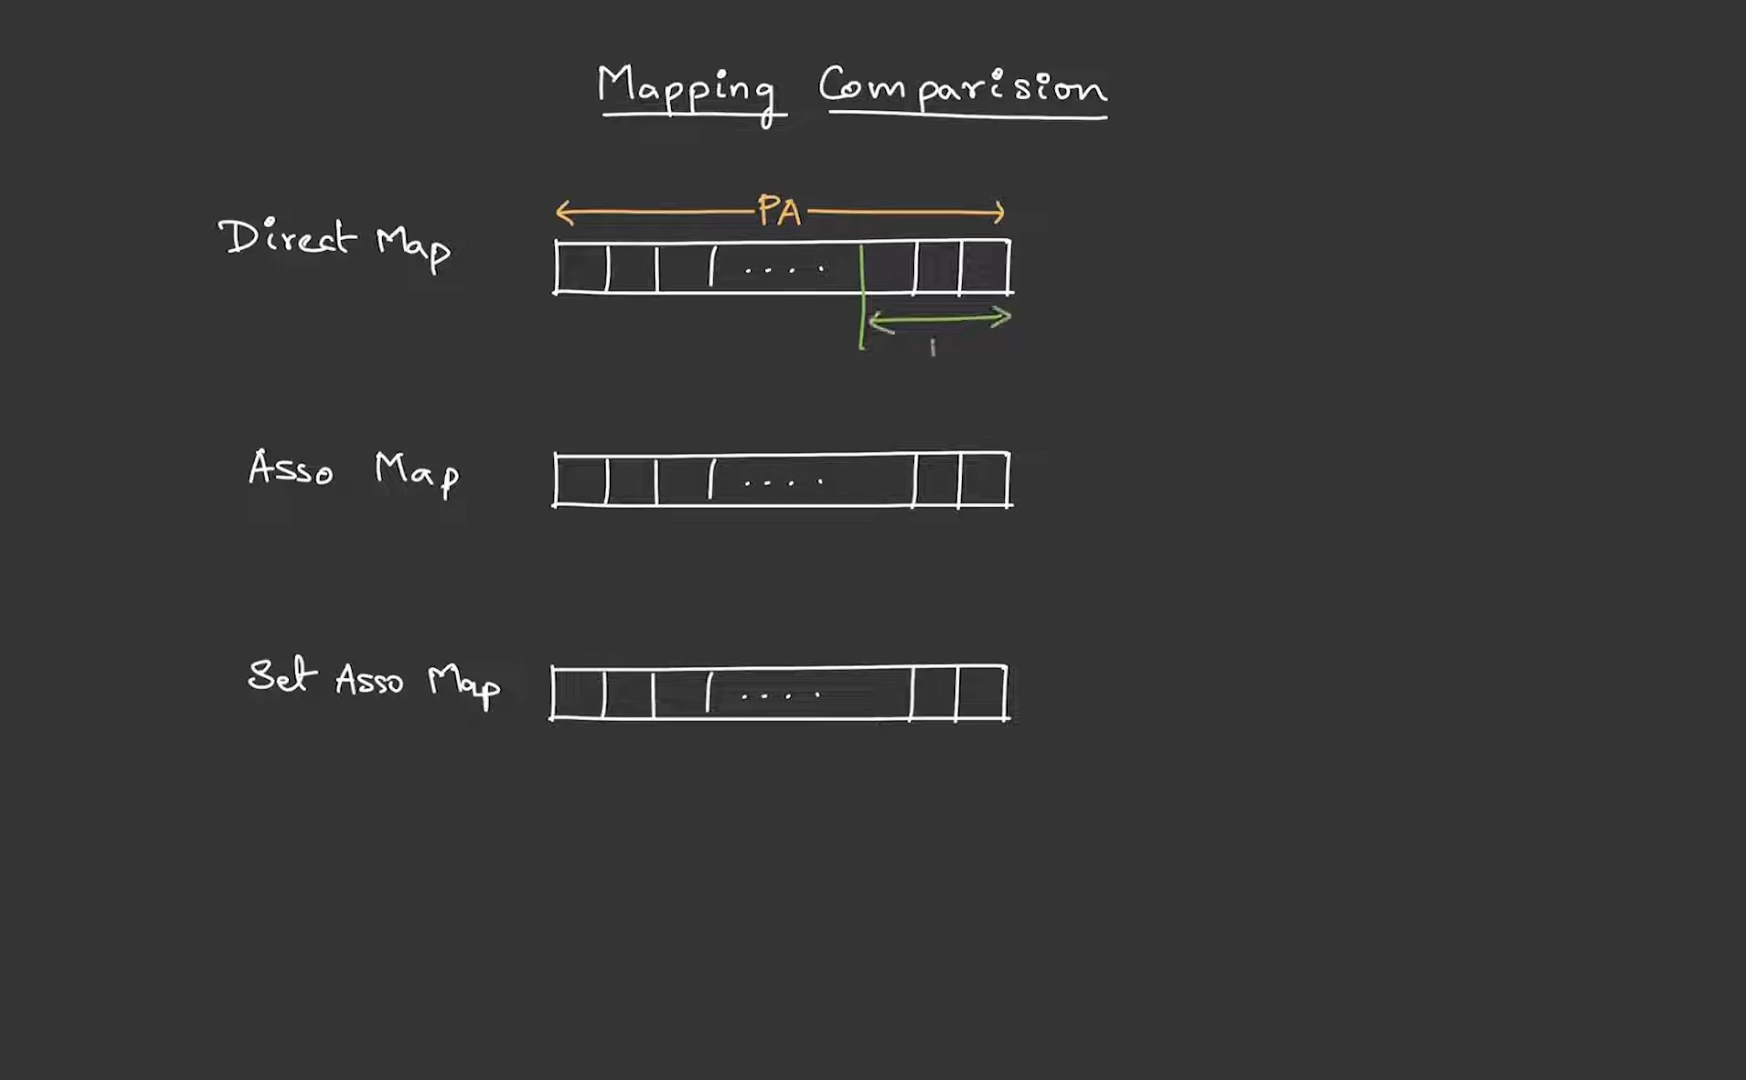 Mapping Comparision
PA
Direct Map
....
Asso Map
....
Set Asso Map
....